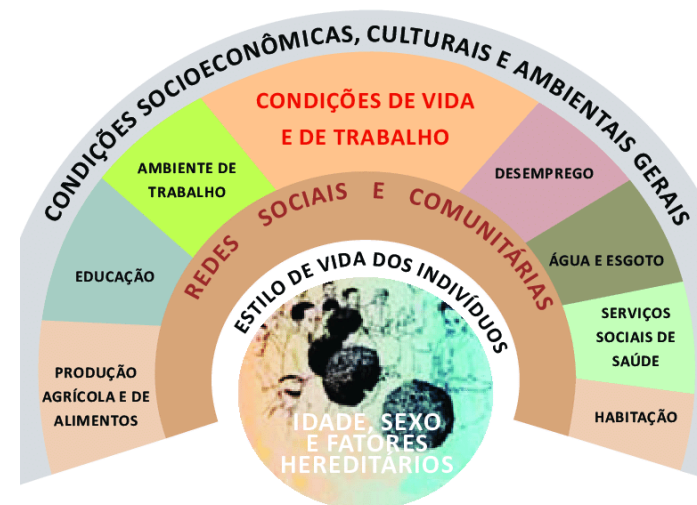 CONDIÇÕES SOCIOECONÔMICAS, CULTURAIS E AMBIENTAIS GERAIS
CONDIÇÕES DE VIDA
E DE TRABALHO
AMBIENTE DE
TRABALHO
DESEMPREGO
REDES SOCIAIS E COMUNITÁRIAS
EDUCAÇÃO
ÁGUA E ESGOTO
ESTILO DE VIDA DOS INDIVÍDUOS
SERVIÇOS
SOCIAIS DE
SAÚDE
PRODUÇÃO
AGRÍCOLA E DE
ALIMENTOS
HABITAÇÃO
IDADE, SEXO
E FATORES
HEREDITÁRIOS